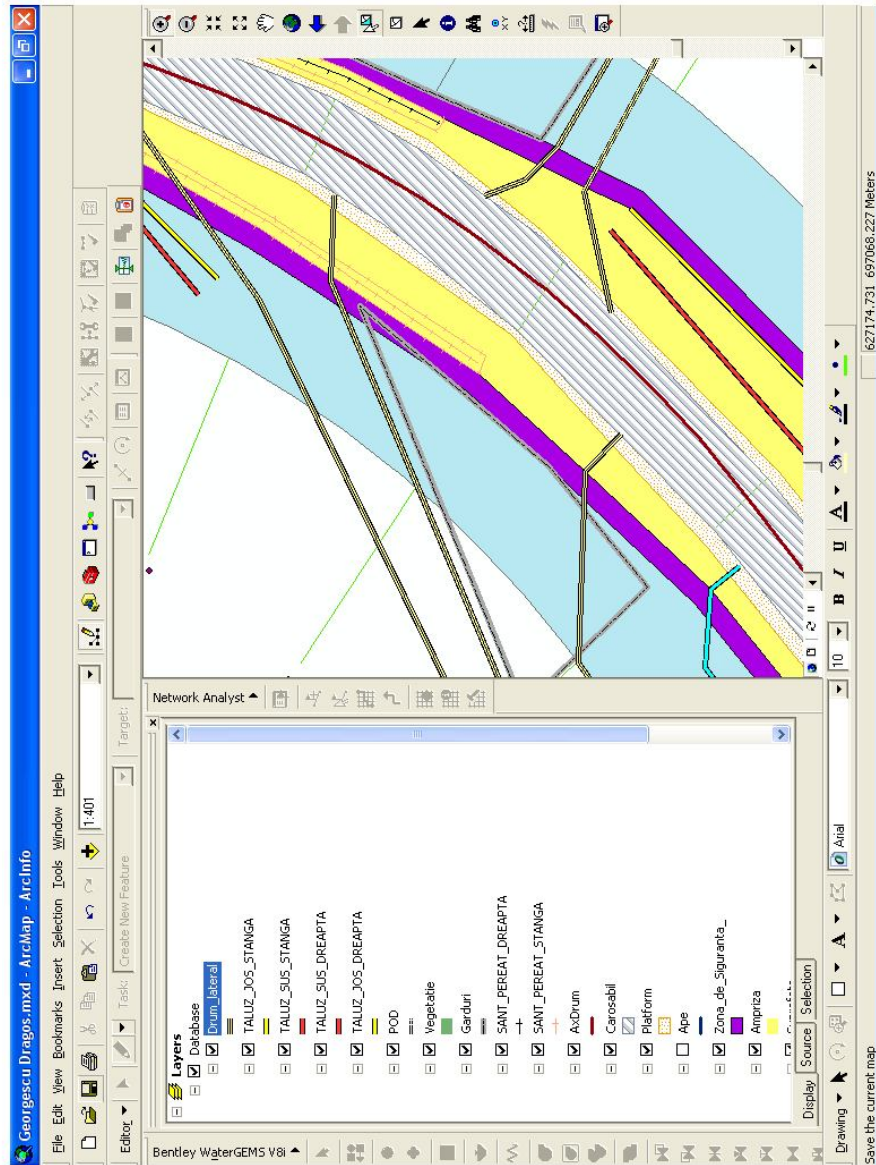 Georgescu Dragos.mxd - ArcMap - ArcInfo
File Edit View Bookmarks Insert Selection Tools Window Help
1:401
Editor Task: Create New Feature Target:
Bentley WaterGEMS V8i
Layers
Database
Drum_lateral
TALUZ_JOS_STANGA
TALUZ_SUS_STANGA
TALUZ_SUS_DREAPTA
TALUZ_JOS_DREAPTA
POD
Vegetatie
Garduri
SANT_PEREAT_DREAPTA
SANT_PEREAT_STANGA
AxDrum
Carosabil
Platform
Ape
Zona_de_Siguranta_
Ampriza
Display Source Selection
Network Analyst
Drawing A Arial 10 B I U A
Save the current map 627174.731 697068.227 Meters